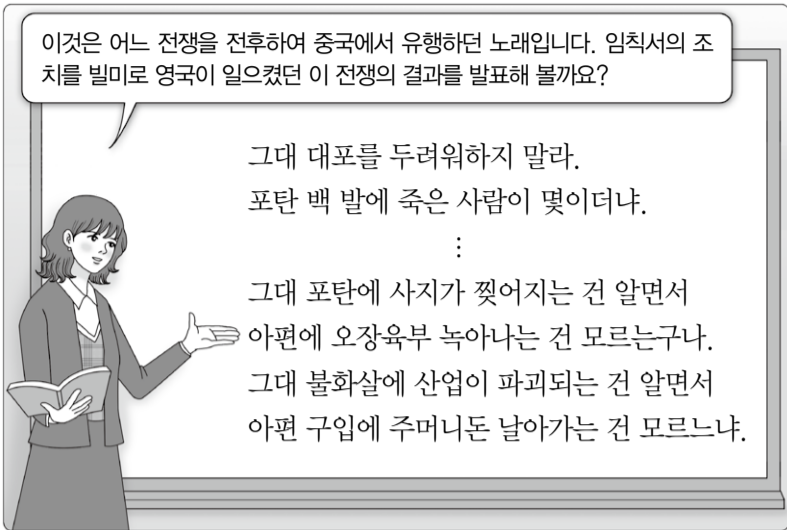 이것은 어느 전쟁을 전후하여 중국에서 유행하던 노래입니다. 임칙서의 조
치를 빌미로 영국이 일으켰던 이 전쟁의 결과를 발표해 볼까요?
그대 대포를 두려워하지 말라.
포탄 백 발에 죽은 사람이 몇이더냐.
⋮
그대 포탄에 사지가 찢어지는 건 알면서
아편에 오장육부 녹아나는 건 모르는구나.
그대 불화살에 산업이 파괴되는 건 알면서
아편 구입에 주머니돈 날아가는 건 모르느냐.